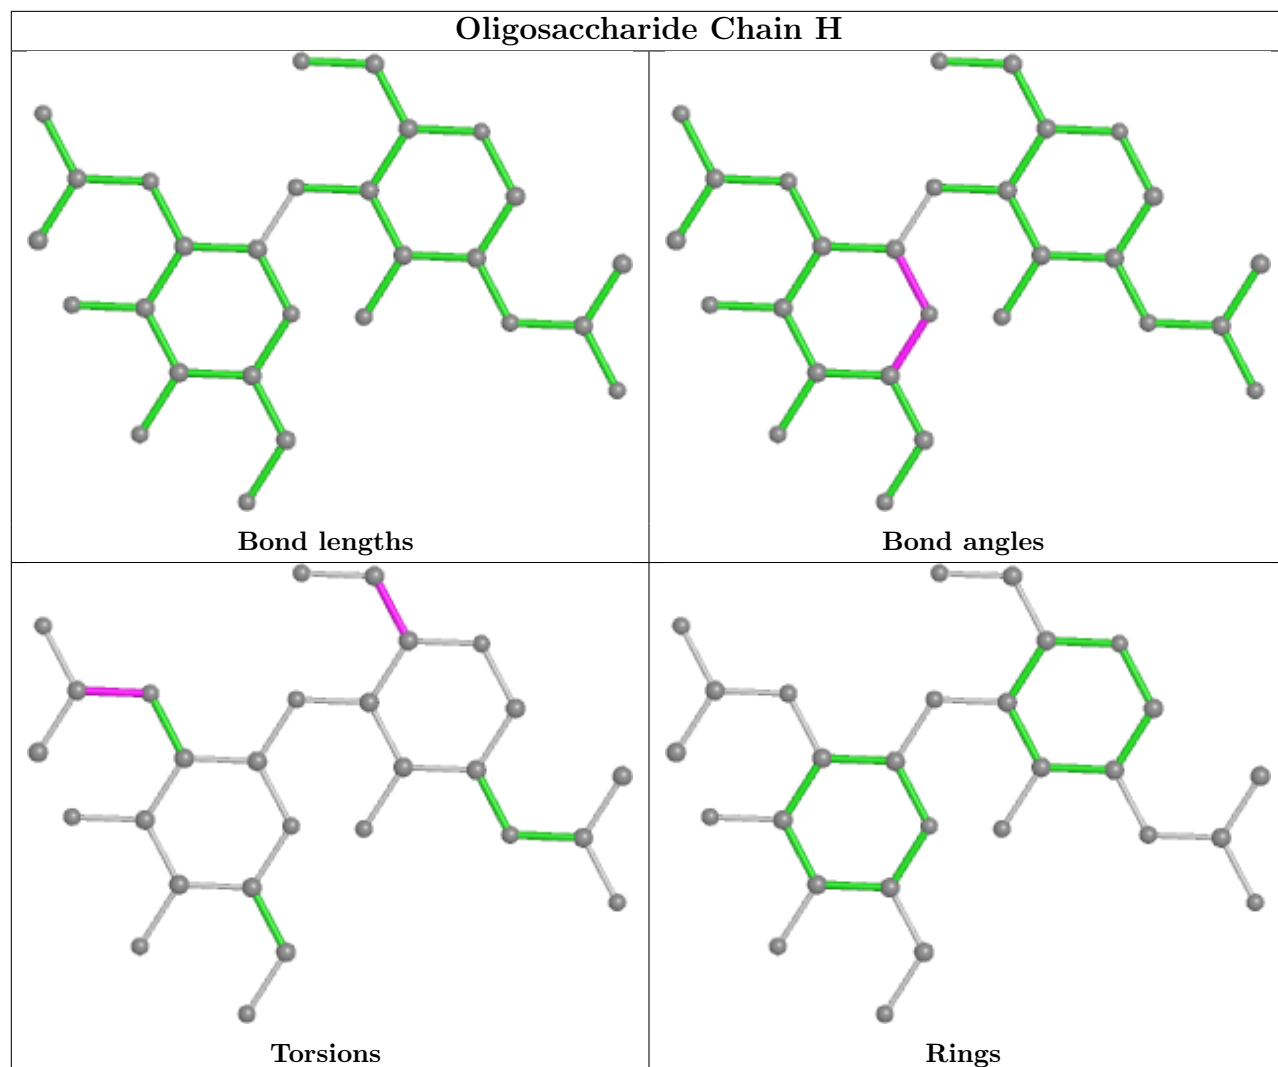 Oligosaccharide Chain H
Bond lengths
Bond angles
Torsions
Rings